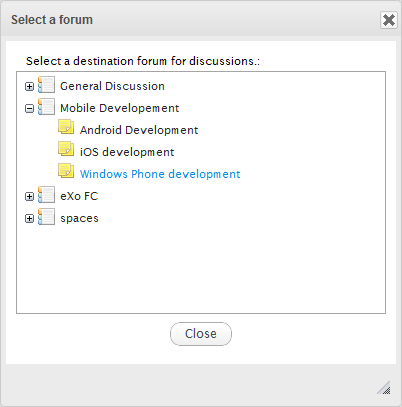 Select a forum
Select a destination forum for discussions.:
General Discussion
Mobile Developement
Android Development
iOS development
Windows Phone development
eXo FC
spaces
Close